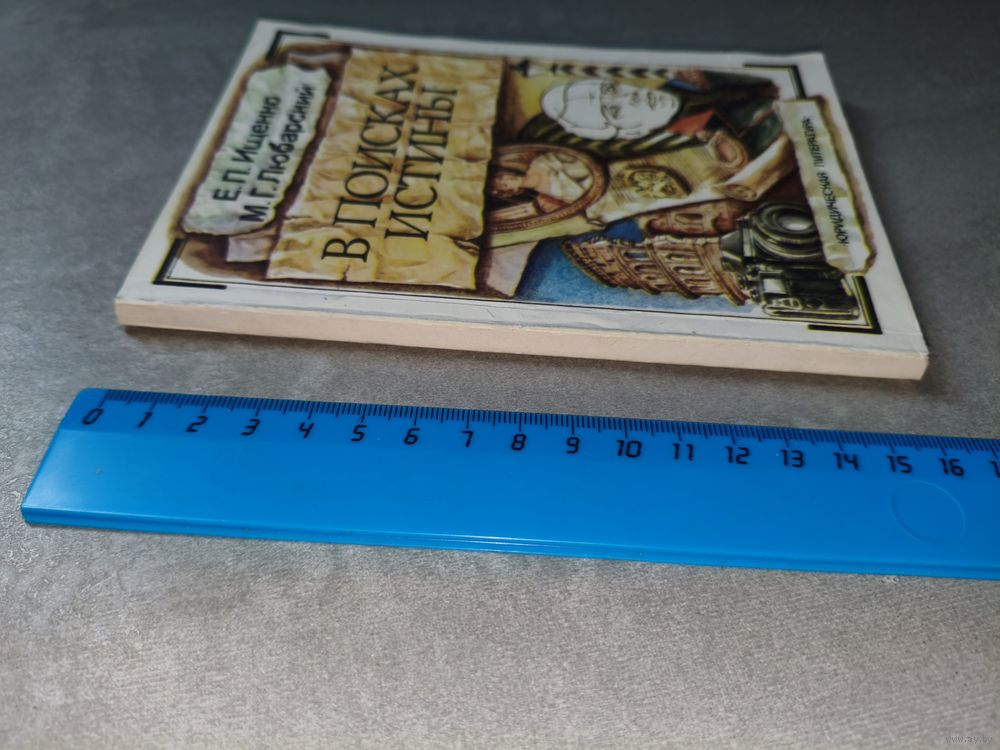 Е.П. Ищенко
М. Г. Любарский
В ПОИСКАХ
ИСТИНЫ
ЮРИДИЧЕСКАЯ ЛИТЕРАТУРА
0 1 2 3 4 5 6 7 8 9 10 11 12 13 14 15 16